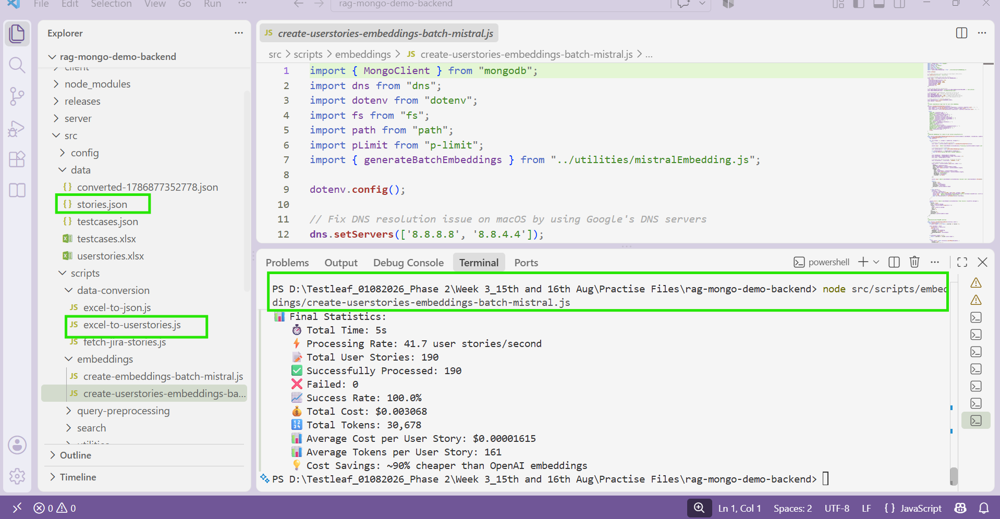 File Edit Selection View Go Run ··· rag-mongo-demo-backend
Explorer ···
rag-mongo-demo-backend
client
node_modules
releases
server
src
config
data
{} converted-1786877352778.json
{} stories.json
{} testcases.json
testcases.xlsx
userstories.xlsx
scripts
data-conversion
JS excel-to-json.js
JS excel-to-userstories.js
JS fetch-jira-stories.js
embeddings
JS create-embeddings-batch-mistral.js
JS create-userstories-embeddings-ba...
query-preprocessing
search
utilities
Outline
Timeline
JS create-userstories-embeddings-batch-mistral.js ···
src > scripts > embeddings > JS create-userstories-embeddings-batch-mistral.js > ...
1 import { MongoClient } from "mongodb";
2 import dns from "dns";
3 import dotenv from "dotenv";
4 import fs from "fs";
5 import path from "path";
6 import pLimit from "p-limit";
7 import { generateBatchEmbeddings } from "../utilities/mistralEmbedding.js";
8
9 dotenv.config();
10
11 // Fix DNS resolution issue on macOS by using Google's DNS servers
12 dns.setServers(['8.8.8.8', '8.8.4.4']);
Problems Output Debug Console Terminal Ports powershell ···
PS D:\Testleaf_01082026_Phase 2\Week 3_15th and 16th Aug\Practise Files\rag-mongo-demo-backend> node src/scripts/embed
dings/create-userstories-embeddings-batch-mistral.js
📊 Final Statistics:
⏱️ Total Time: 5s
⚡ Processing Rate: 41.7 user stories/second
📝 Total User Stories: 190
✅ Successfully Processed: 190
❌ Failed: 0
📈 Success Rate: 100.0%
💰 Total Cost: $0.003068
🔢 Total Tokens: 30,678
📊 Average Cost per User Story: $0.00001615
📊 Average Tokens per User Story: 161
💡 Cost Savings: ~90% cheaper than OpenAI embeddings
PS D:\Testleaf_01082026_Phase 2\Week 3_15th and 16th Aug\Practise Files\rag-mongo-demo-backend>
0 0 Ln 1, Col 1 Spaces: 2 UTF-8 LF {} JavaScript